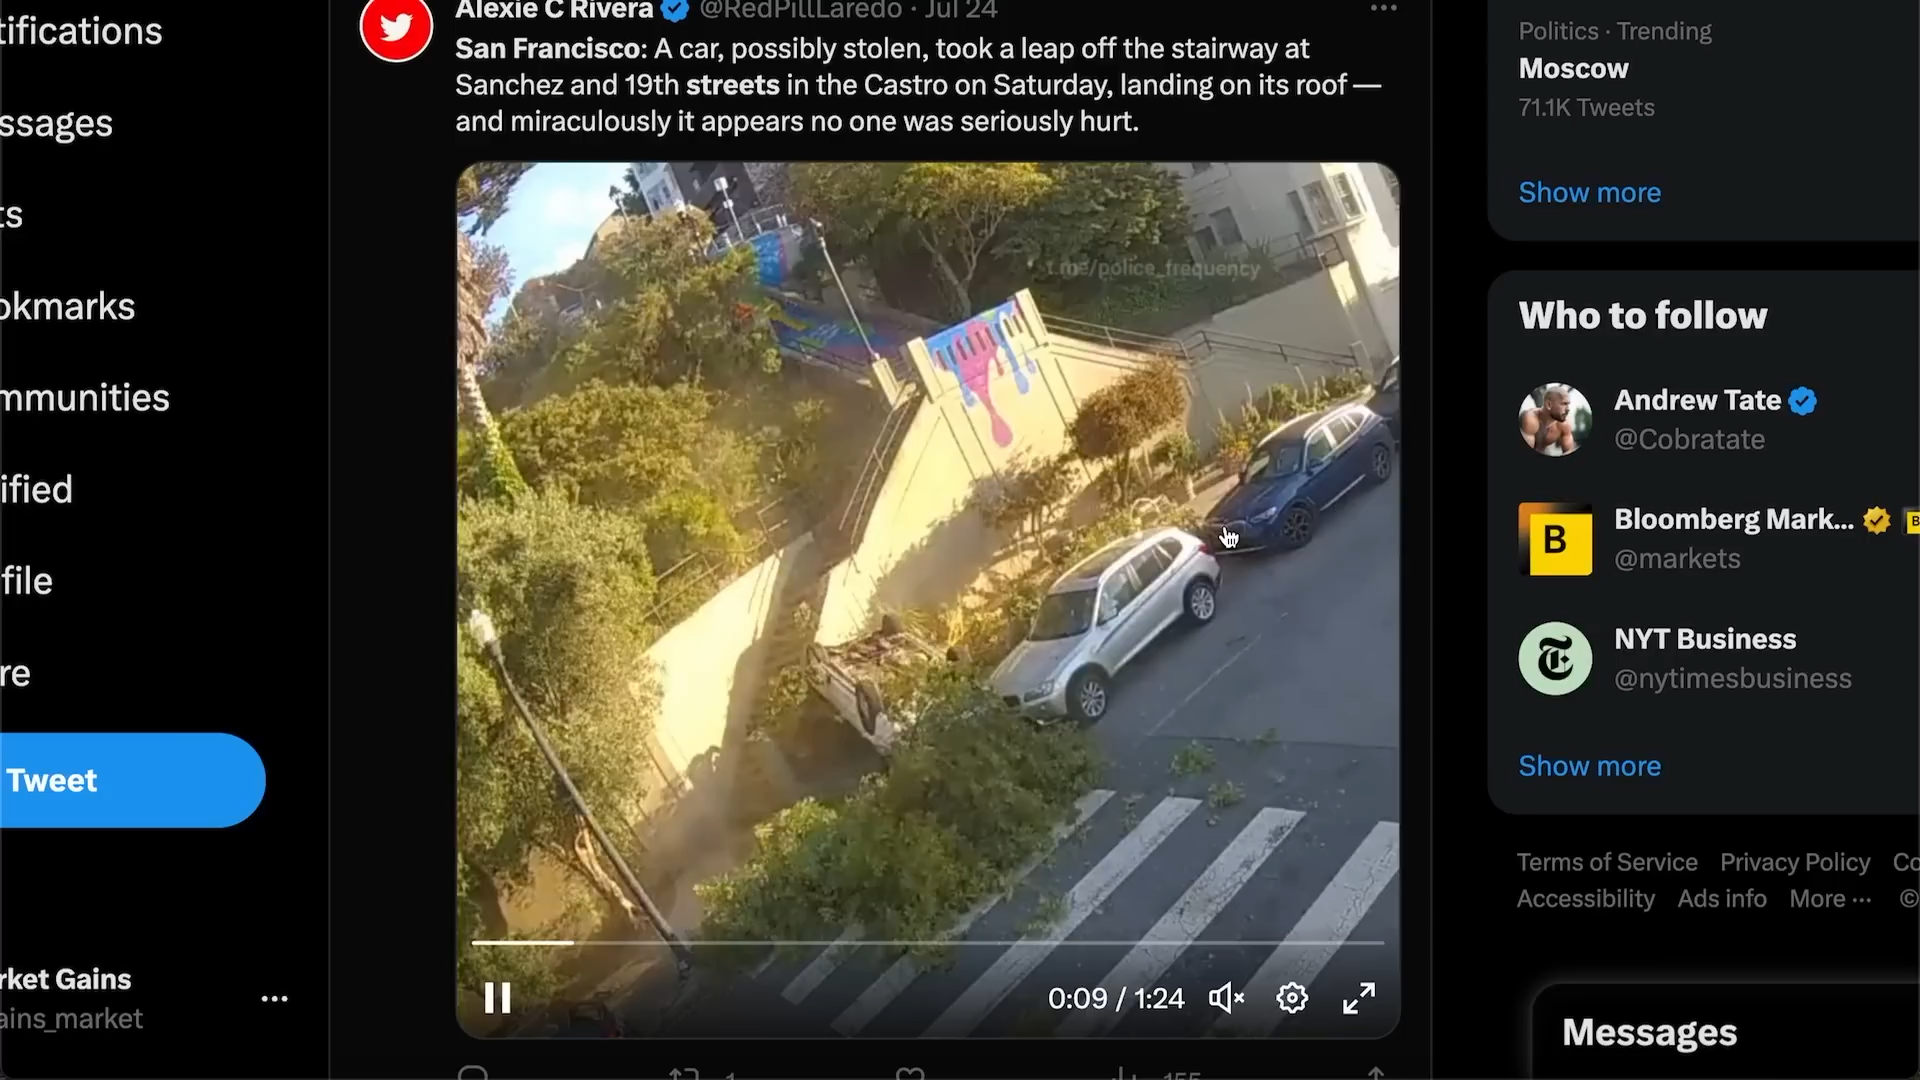 tifications
ssages
ts
okmarks
mmunities
ified
file
re
Tweet
rket Gains
ains_market
Alexie C Rivera @RedPillLaredo · Jul 24
San Francisco: A car, possibly stolen, took a leap off the stairway at
Sanchez and 19th streets in the Castro on Saturday, landing on its roof —
and miraculously it appears no one was seriously hurt.
t.me/police_frequency
0:09 / 1:24
1
155
Politics · Trending
Moscow
71.1K Tweets
Show more
Who to follow
Andrew Tate
@Cobratate
B
Bloomberg Mark...
B
@markets
NYT Business
@nytimesbusiness
Show more
Terms of Service Privacy Policy Co
Accessibility Ads info More ··· ©
Messages